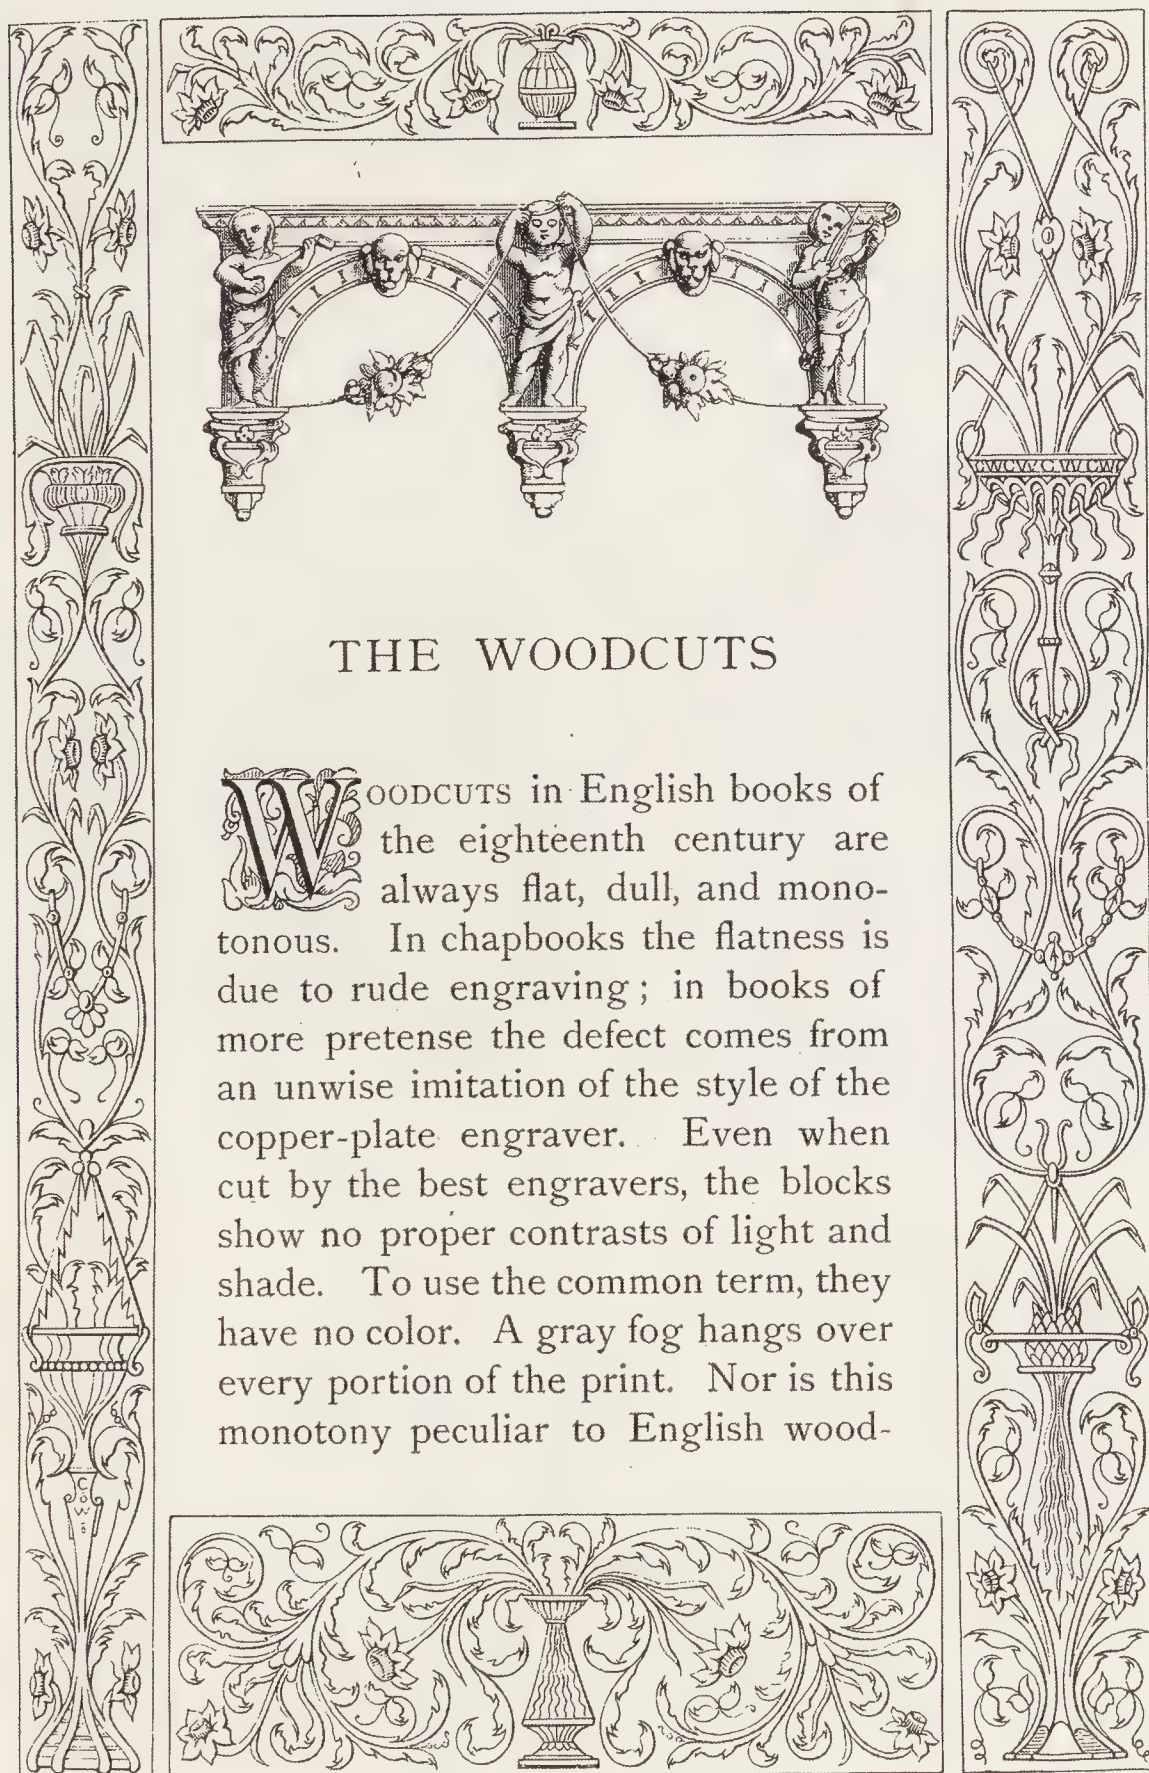 CWCWCWCW
THE WOODCUTS
WOODCUTS in English books of
the eighteenth century are
always flat, dull, and mono-
tonous. In chapbooks the flatness is
due to rude engraving; in books of
more pretense the defect comes from
an unwise imitation of the style of the
copper-plate engraver. Even when
cut by the best engravers, the blocks
show no proper contrasts of light and
shade. To use the common term, they
have no color. A gray fog hangs over
every portion of the print. Nor is this
monotony peculiar to English wood-